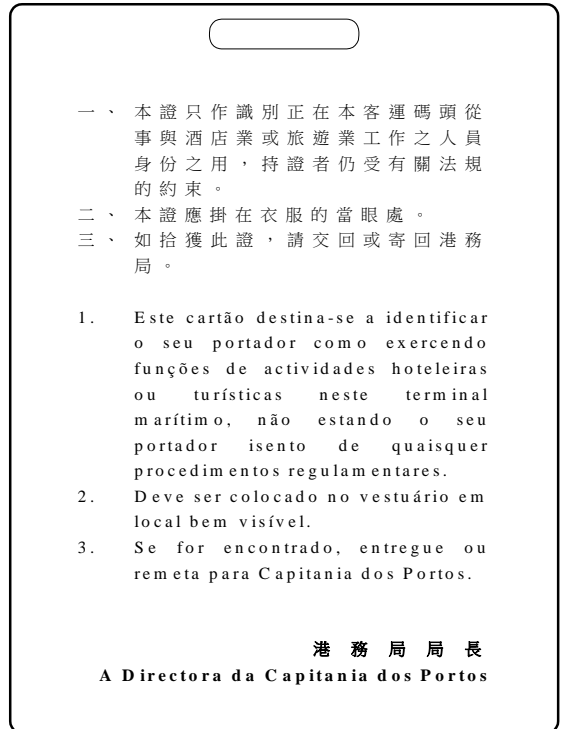 一、 本證只作識別正在本客運碼頭從
事與酒店業或旅遊業工作之人員
身份之用，持證者仍受有關法規
的約束。
二、 本證應掛在衣服的當眼處。
三、 如拾獲此證，請交回或寄回港務
局。
1. Este cartão destina-se a identificar
o seu portador como exercendo
funções de actividades hoteleiras
ou turísticas neste terminal
marítimo, não estando o seu
portador isento de quaisquer
procedimentos regulamentares.
2. Deve ser colocado no vestuário em
local bem visível.
3. Se for encontrado, entregue ou
remeta para Capitania dos Portos.
港務局局長
A Directora da Capitania dos Portos